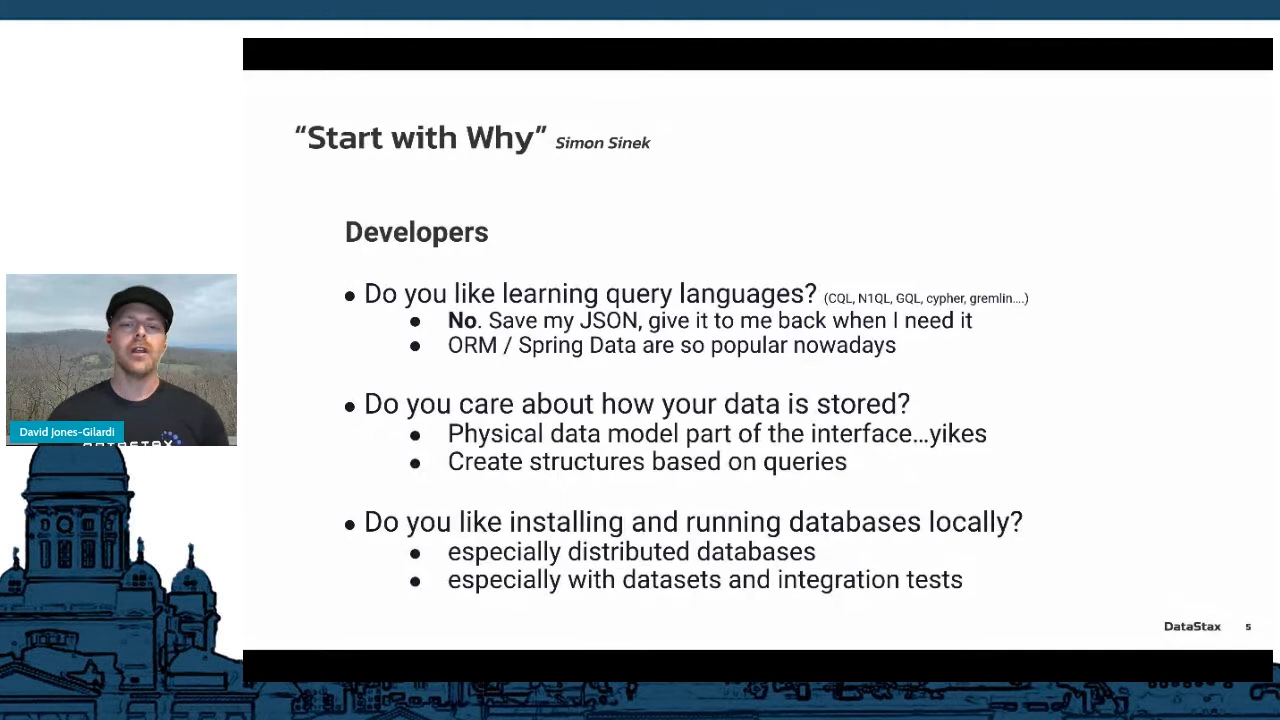 “Start with Why” Simon Sinek
Developers
● Do you like learning query languages? (CQL, N1QL, GQL, cypher, gremlin....)
● No. Save my JSON, give it to me back when I need it
● ORM / Spring Data are so popular nowadays
● Do you care about how your data is stored?
● Physical data model part of the interface…yikes
● Create structures based on queries
● Do you like installing and running databases locally?
● especially distributed databases
● especially with datasets and integration tests
David Jones-Gilardi
DATASTAX
DataStax 5